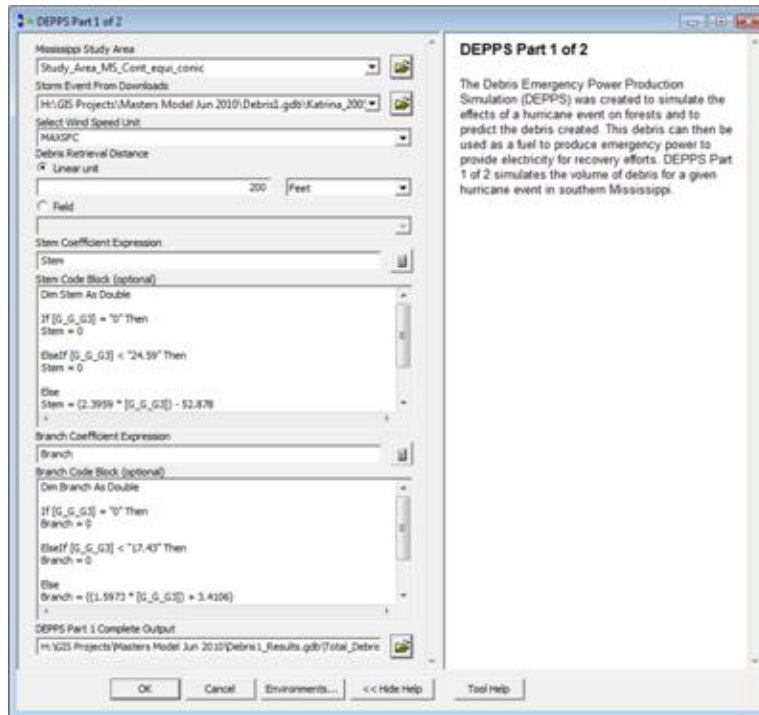 DEPPS Part 1 of 2
Mississippi Study Area
Study_Area_MS_Cont_equi_conic
Storm Event From Downloads
H:\GIS Projects\Masters Model Jun 2010\Debris1.gdb\Katrina_200
Select Wind Speed Unit
MAXSFC
Debris Retrieval Distance
Linear unit
200 Feet
Field
Stem Coefficient Expression
Stem
Stem Code Block (optional)
Dim Stem As Double
If [G_G_G3] = "0" Then
Stem = 0
ElseIf [G_G_G3] < "24.59" Then
Stem = 0
Else
Stem = (2.3959 * [G_G_G3]) - 52.878
Branch Coefficient Expression
Branch
Branch Code Block (optional)
Dim Branch As Double
If [G_G_G3] = "0" Then
Branch = 0
ElseIf [G_G_G3] < "17.43" Then
Branch = 0
Else
Branch = ((1.5973 * [G_G_G3]) + 3.4106)
DEPPS Part 1 Complete Output
H:\GIS Projects\Masters Model Jun 2010\Debris1_Results.gdb\Total_Debris
OK Cancel Environments... << Hide Help Tool Help
DEPPS Part 1 of 2
The Debris Emergency Power Production
Simulation (DEPPS) was created to simulate the
effects of a hurricane event on forests and to
predict the debris created. This debris can then be
used as a fuel to produce emergency power to
provide electricity for recovery efforts. DEPPS Part
1 of 2 simulates the volume of debris for a given
hurricane event in southern Mississippi.